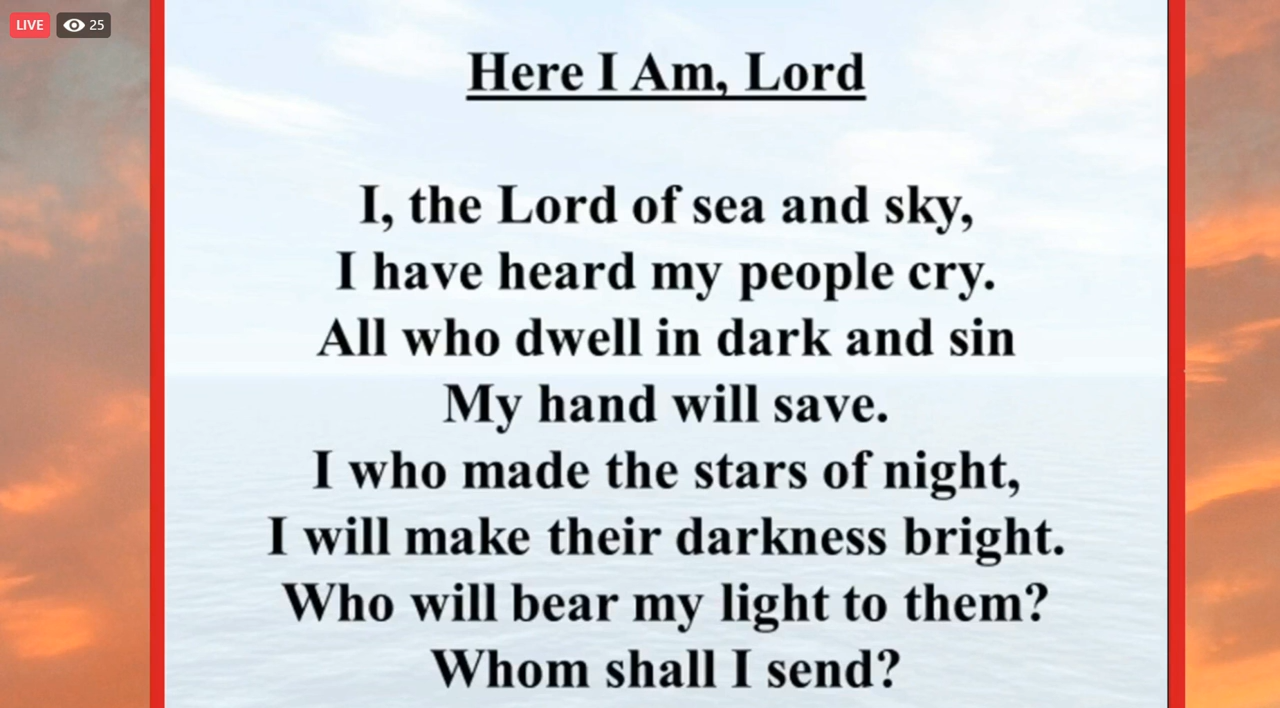 LIVE 25
Here I Am, Lord
I, the Lord of sea and sky,
I have heard my people cry.
All who dwell in dark and sin
My hand will save.
I who made the stars of night,
I will make their darkness bright.
Who will bear my light to them?
Whom shall I send?